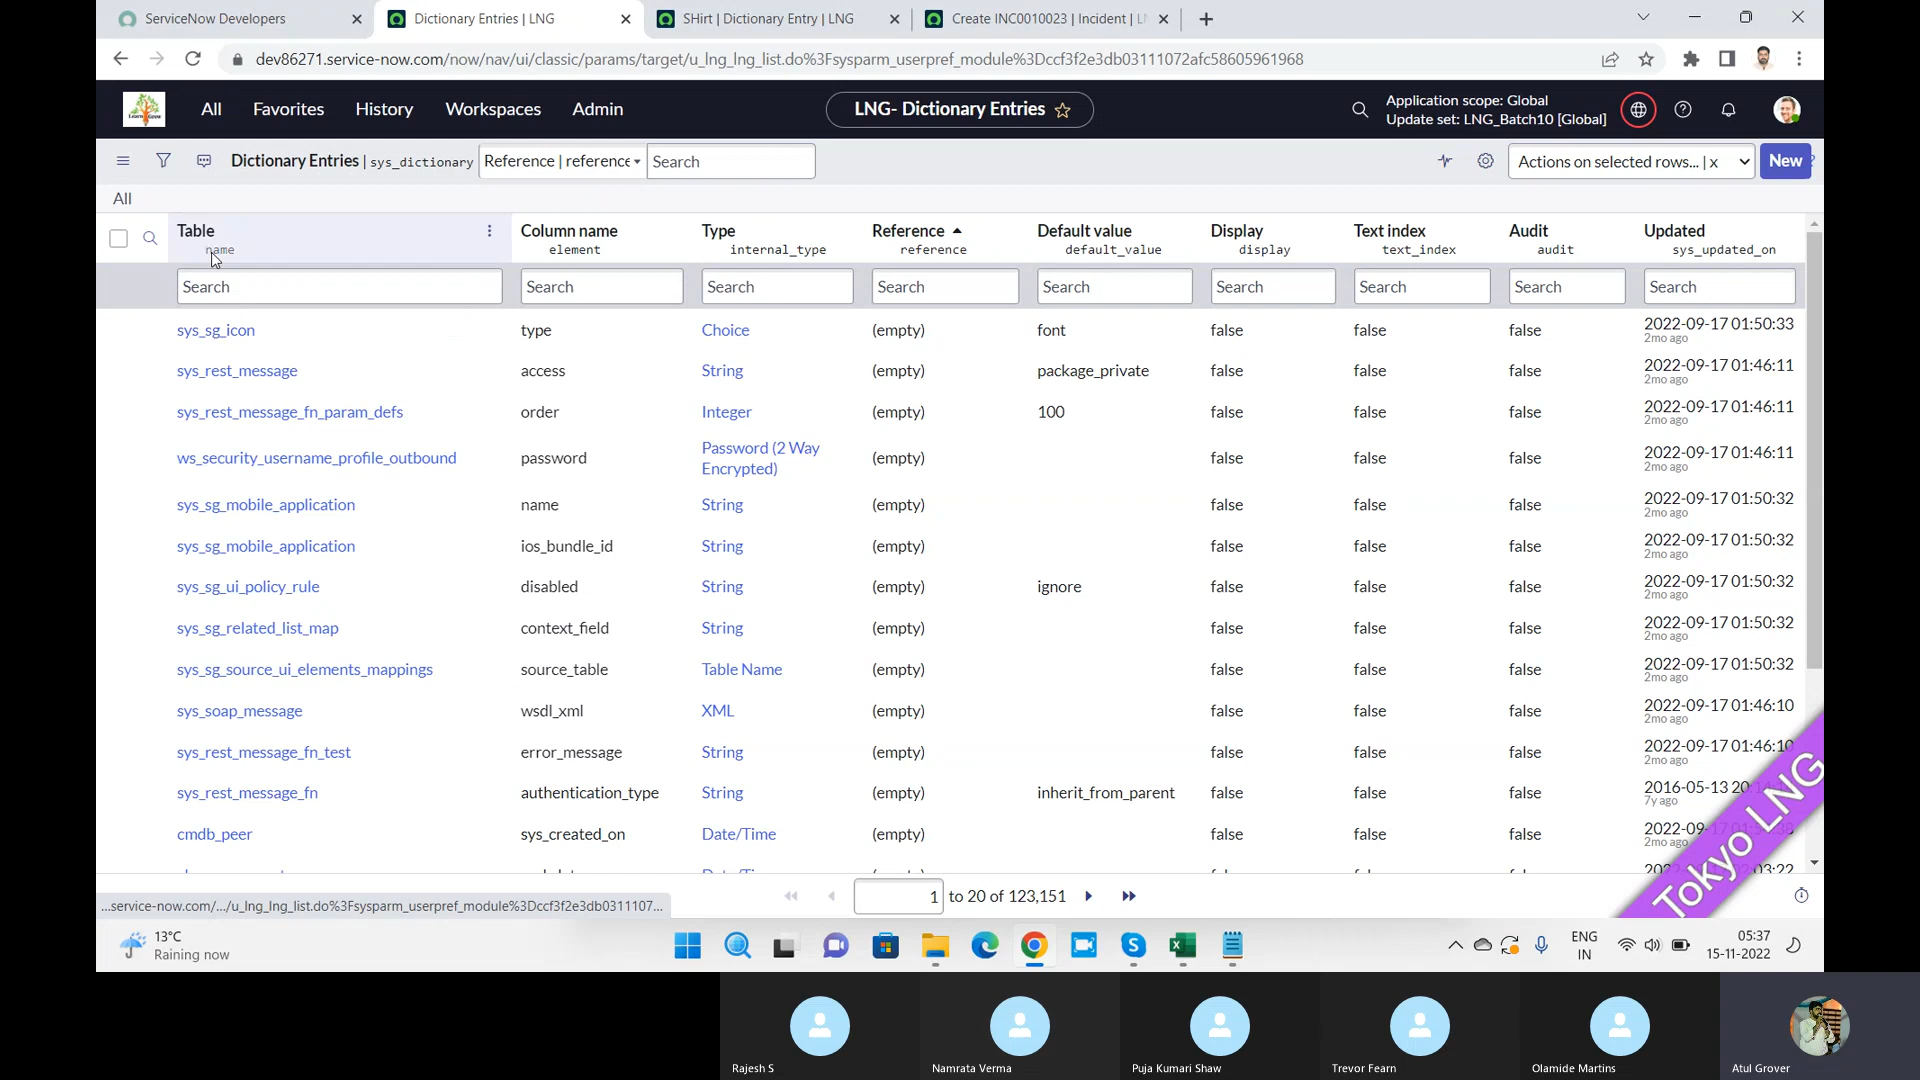 ServiceNow Developers
Dictionary Entries | LNG
SHirt | Dictionary Entry | LNG
Create INC0010023 | Incident | L
dev86271.service-now.com/now/nav/ui/classic/params/target/u_lng_lng_list.do%3Fsysparm_userpref_module%3Dccf3f2e3db03111072afc58605961968
All
Favorites
History
Workspaces
Admin
LNG- Dictionary Entries
Application scope: Global
Update set: LNG_Batch10 [Global]
Dictionary Entries | sys_dictionary
Reference | reference
Search
Actions on selected rows... | x
New
All
Table Column name Type Reference Default value Display Text index Audit Updated
name element internal_type reference default_value display text_index audit sys_updated_on
Search Search Search Search Search Search Search Search Search
sys_sg_icon type Choice (empty) font false false false 2022-09-17 01:50:33
2mo ago
sys_rest_message access String (empty) package_private false false false 2022-09-17 01:46:11
2mo ago
sys_rest_message_fn_param_defs order Integer (empty) 100 false false false 2022-09-17 01:46:11
2mo ago
ws_security_username_profile_outbound password Password (2 Way Encrypted) (empty) false false false 2022-09-17 01:46:11
2mo ago
sys_sg_mobile_application name String (empty) false false false 2022-09-17 01:50:32
2mo ago
sys_sg_mobile_application ios_bundle_id String (empty) false false false 2022-09-17 01:50:32
2mo ago
sys_sg_ui_policy_rule disabled String (empty) ignore false false false 2022-09-17 01:50:32
2mo ago
sys_sg_related_list_map context_field String (empty) false false false 2022-09-17 01:50:32
2mo ago
sys_sg_source_ui_elements_mappings source_table Table Name (empty) false false false 2022-09-17 01:50:32
2mo ago
sys_soap_message wsdl_xml XML (empty) false false false 2022-09-17 01:46:10
2mo ago
sys_rest_message_fn_test error_message String (empty) false false false 2022-09-17 01:46:10
2mo ago
sys_rest_message_fn authentication_type String (empty) inherit_from_parent false false false 2016-05-13
7y ago
cmdb_peer sys_created_on Date/Time (empty) false false false 2022-09-
2mo ago
Tokyo LNG
1 to 20 of 123,151
...service-now.com/.../u_lng_lng_list.do%3Fsysparm_userpref_module%3Dccf3f2e3db0311107...
13°C
Raining now
ENG
IN
05:37
15-11-2022
Rajesh S
Namrata Verma
Puja Kumari Shaw
Trevor Fearn
Olamide Martins
Atul Grover